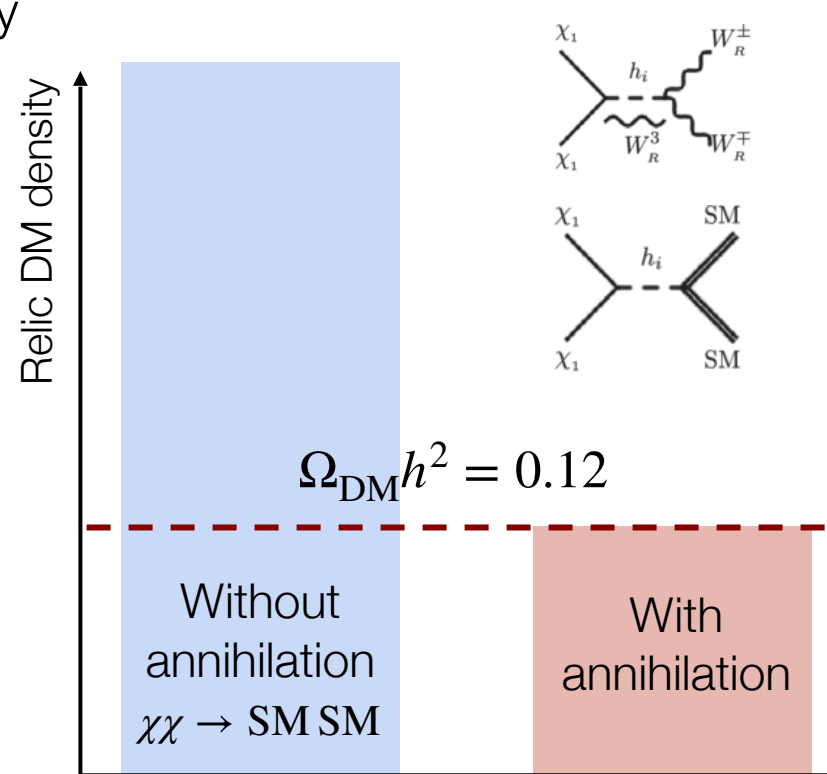 y
Relic DM density
χ₁
W_R^±
h_i
W_R^3
χ₁
W_R^∓
χ₁
SM
h_i
χ₁
SM
Ω_DM h² = 0.12
Without
annihilation
χχ → SM SM
With
annihilation